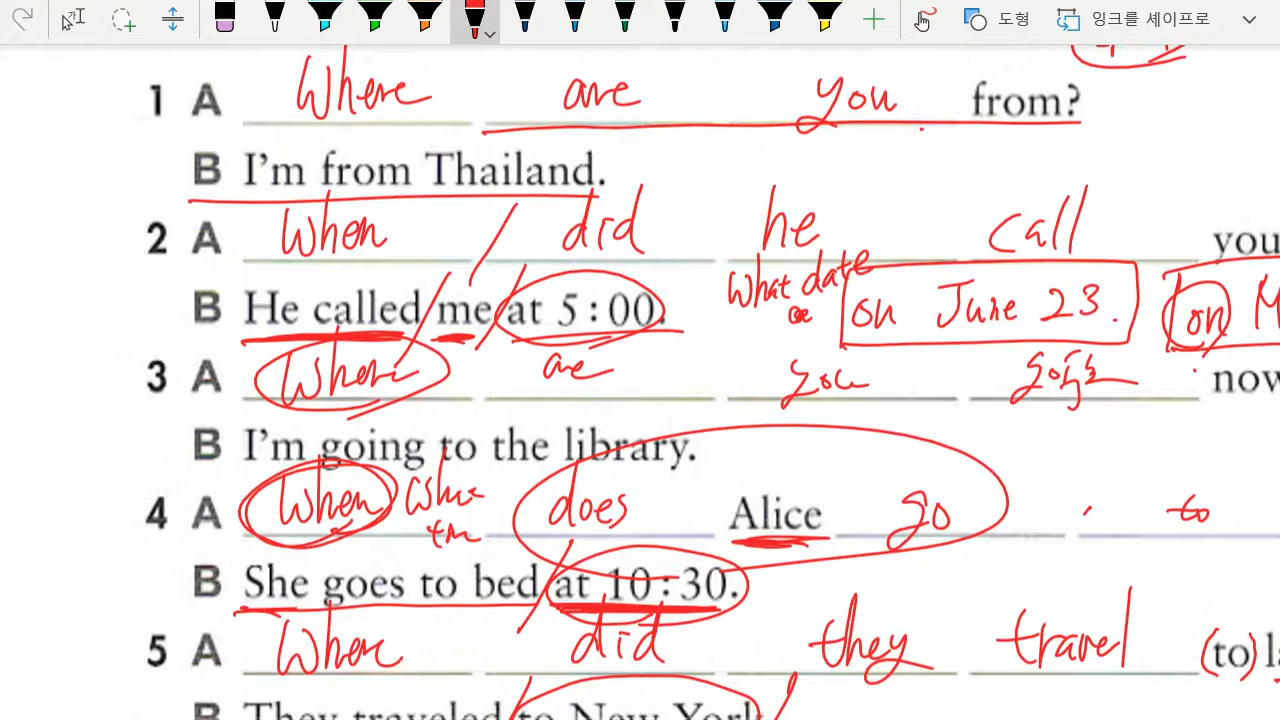 도형 잉크를 셰이프로
1 A Where are you from?
B I'm from Thailand.
2 A When did he call you
what date
B He called me at 5:00. on June 23. on M
3 A Where are you going now
B I'm going to the library.
4 A When What does Alice go to
B She goes to bed at 10:30.
5 A Where did they travel (to) la
B They traveled to New York